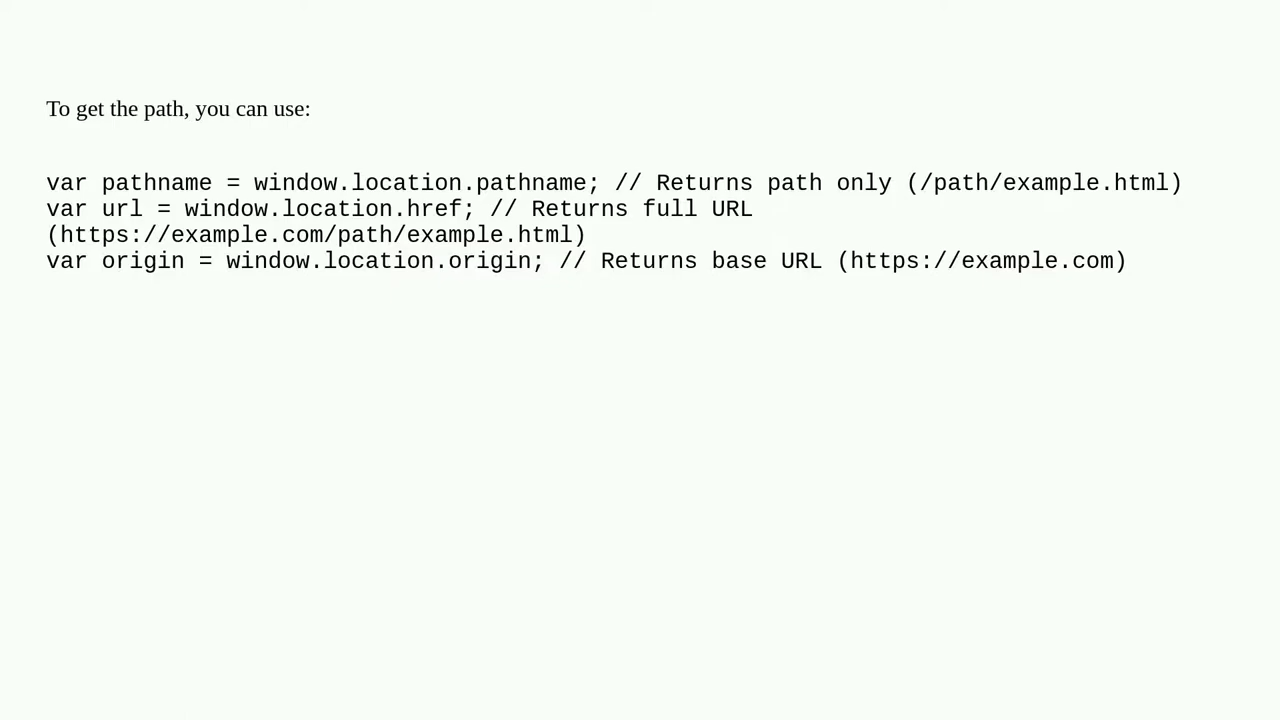 To get the path, you can use:
var pathname = window.location.pathname; // Returns path only (/path/example.html)
var url = window.location.href; // Returns full URL
(https://example.com/path/example.html)
var origin = window.location.origin; // Returns base URL (https://example.com)